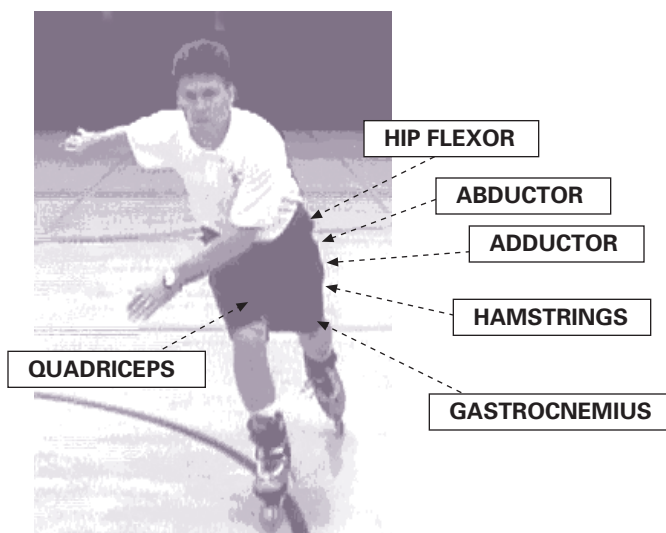 HIP FLEXOR
ABDUCTOR
ADDUCTOR
HAMSTRINGS
QUADRICEPS
GASTROCNEMIUS